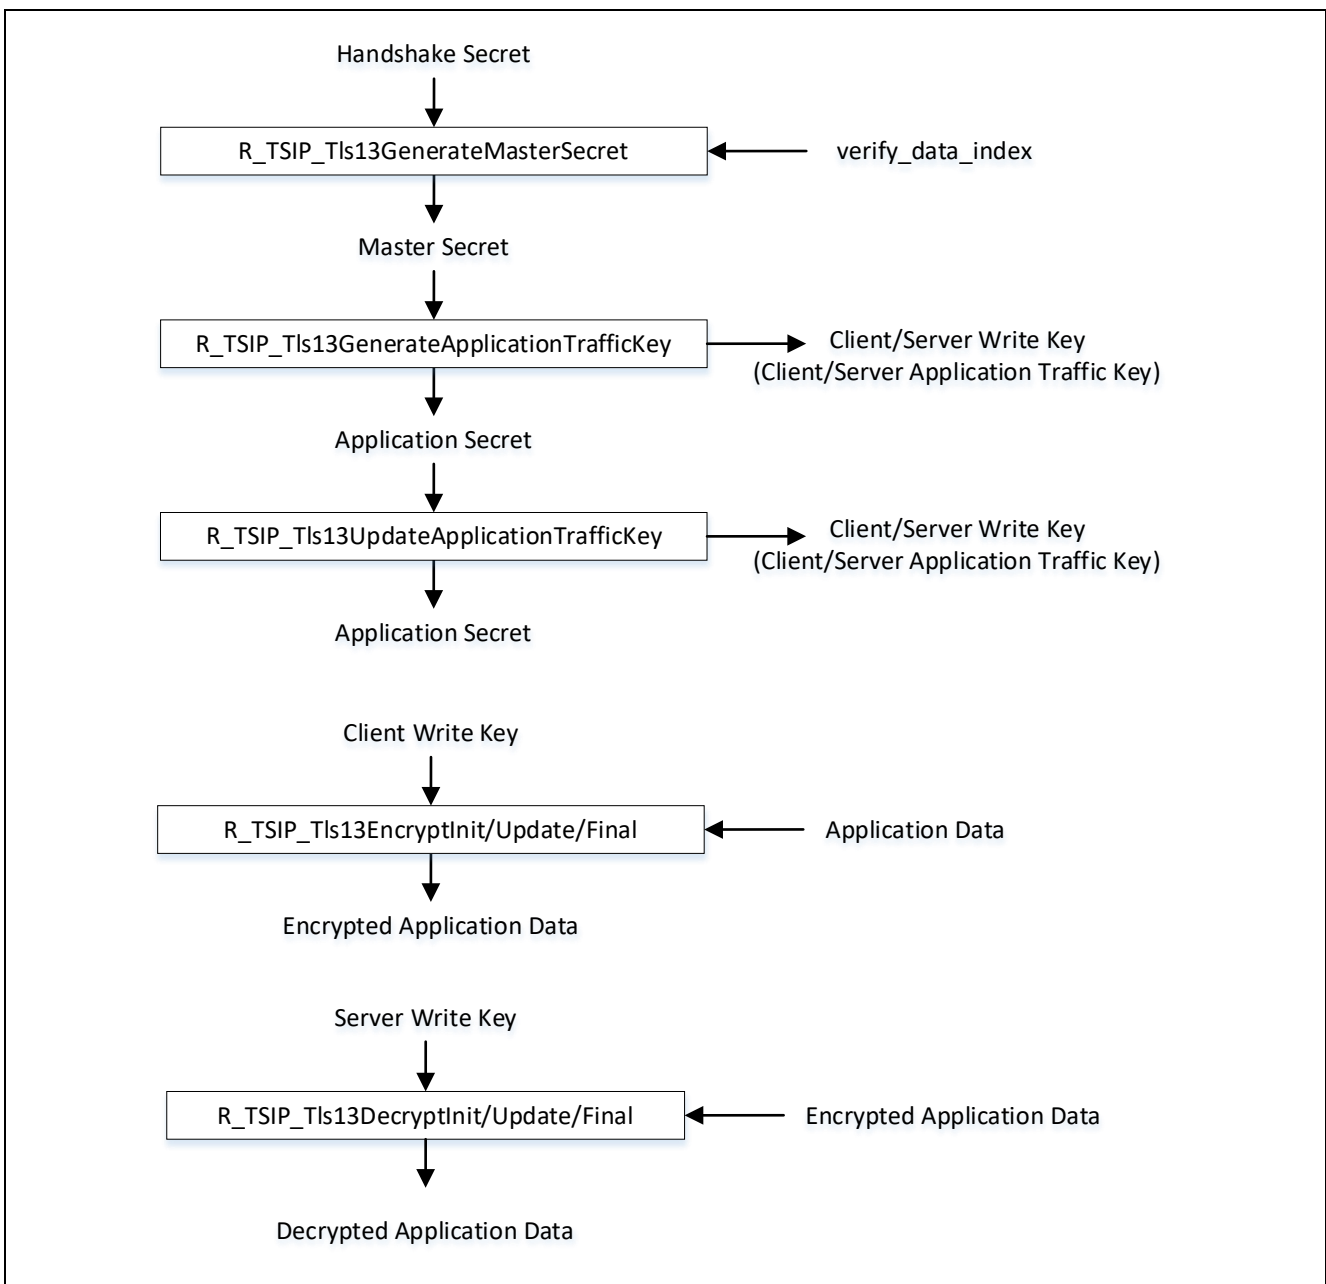 Handshake Secret
R_TSIP_Tls13GenerateMasterSecret
verify_data_index
Master Secret
R_TSIP_Tls13GenerateApplicationTrafficKey
Client/Server Write Key
(Client/Server Application Traffic Key)
Application Secret
R_TSIP_Tls13UpdateApplicationTrafficKey
Client/Server Write Key
(Client/Server Application Traffic Key)
Application Secret
Client Write Key
R_TSIP_Tls13EncryptInit/Update/Final
Application Data
Encrypted Application Data
Server Write Key
R_TSIP_Tls13DecryptInit/Update/Final
Encrypted Application Data
Decrypted Application Data